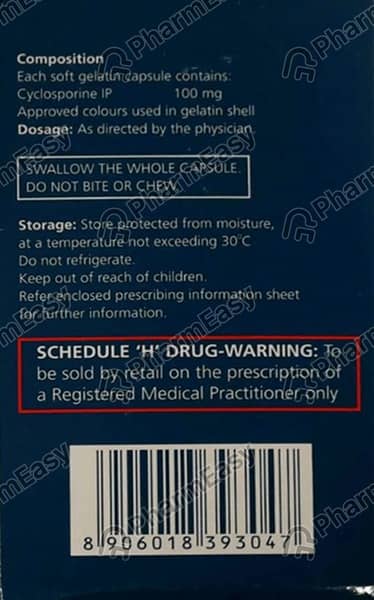 Composition
Each soft gelatin capsule contains:
Cyclosporine IP 100 mg
Approved colours used in gelatin shell
Dosage: As directed by the physician.
SWALLOW THE WHOLE CAPSULE.
DO NOT BITE OR CHEW.
Storage: Store protected from moisture,
at a temperature not exceeding 30°C
Do not refrigerate.
Keep out of reach of children.
Refer enclosed prescribing information sheet
for further information.
SCHEDULE 'H' DRUG-WARNING: To
be sold by retail on the prescription of
a Registered Medical Practitioner only
8 906018 393047
PharmEasy